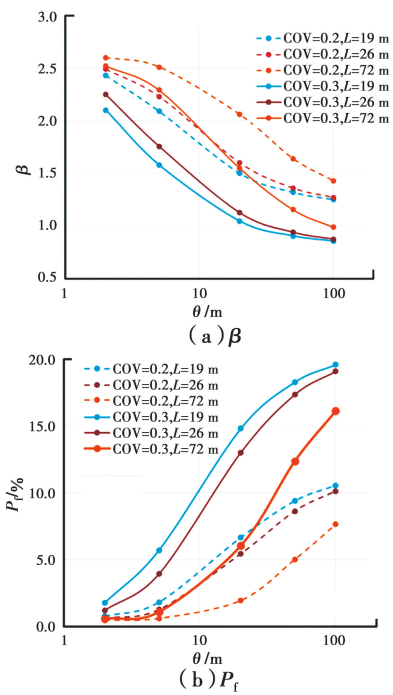 β
3.0
2.5
2.0
1.5
1.0
0.5
COV=0.2,L=19 m
COV=0.2,L=26 m
COV=0.2,L=72 m
COV=0.3,L=19 m
COV=0.3,L=26 m
COV=0.3,L=72 m
β
1 10 100
θ/m
(a)β
20.0
15.0
10.0
5.0
0.0
COV=0.2,L=19 m
COV=0.2,L=26 m
COV=0.2,L=72 m
COV=0.3,L=19 m
COV=0.3,L=26 m
COV=0.3,L=72 m
Pf/%
1 10 100
θ/m
(b)Pf